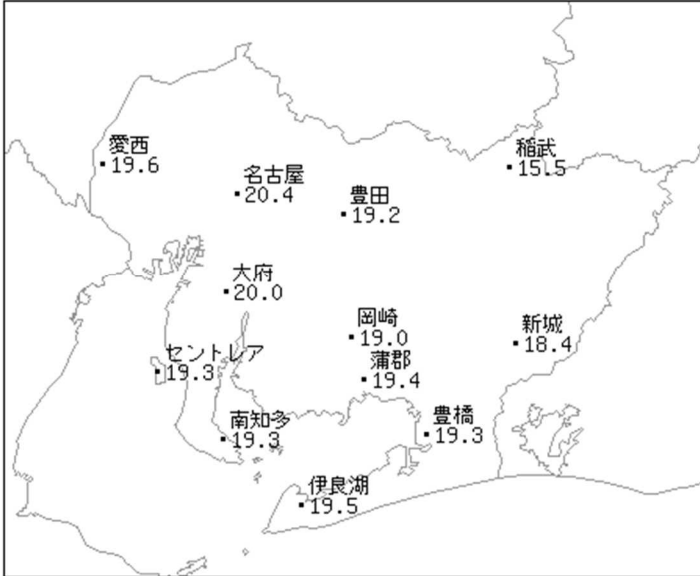 愛西
19.6
稲武
15.5
名古屋
20.4
豊田
19.2
大府
20.0
岡崎
19.0
新城
18.4
セントレア
19.3
蒲郡
19.4
南知多
19.3
豊橋
19.3
伊良湖
19.5